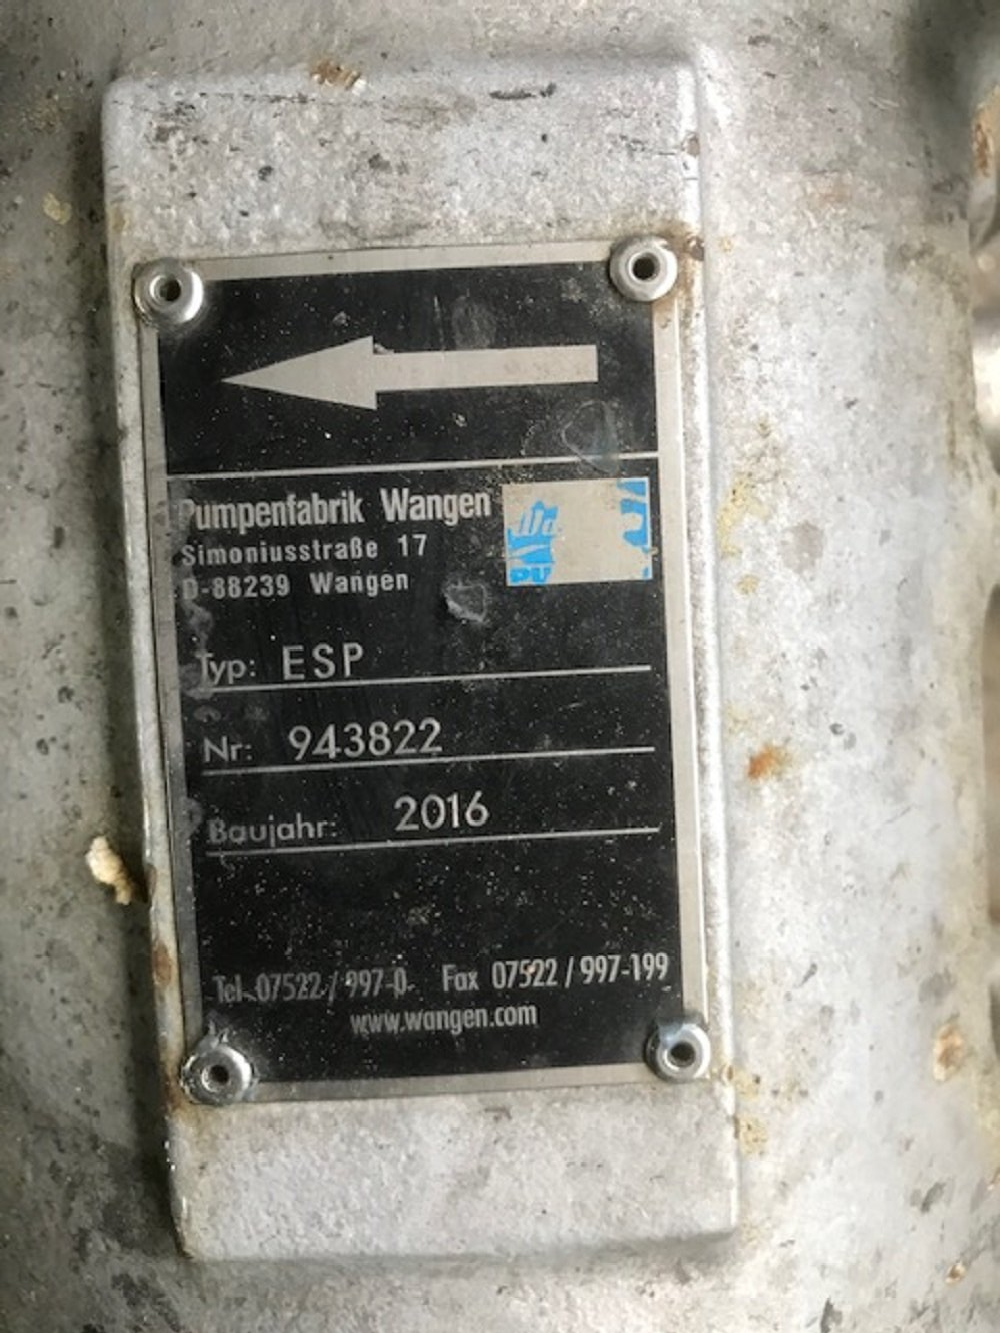 Pumpenfabrik Wangen
Simoniusstraße 17
D-88239 Wangen
PU
Typ: ESP
Nr: 943822
Baujahr: 2016
Tel. 07522 / 997-0 Fax 07522 / 997-199
www.wangen.com